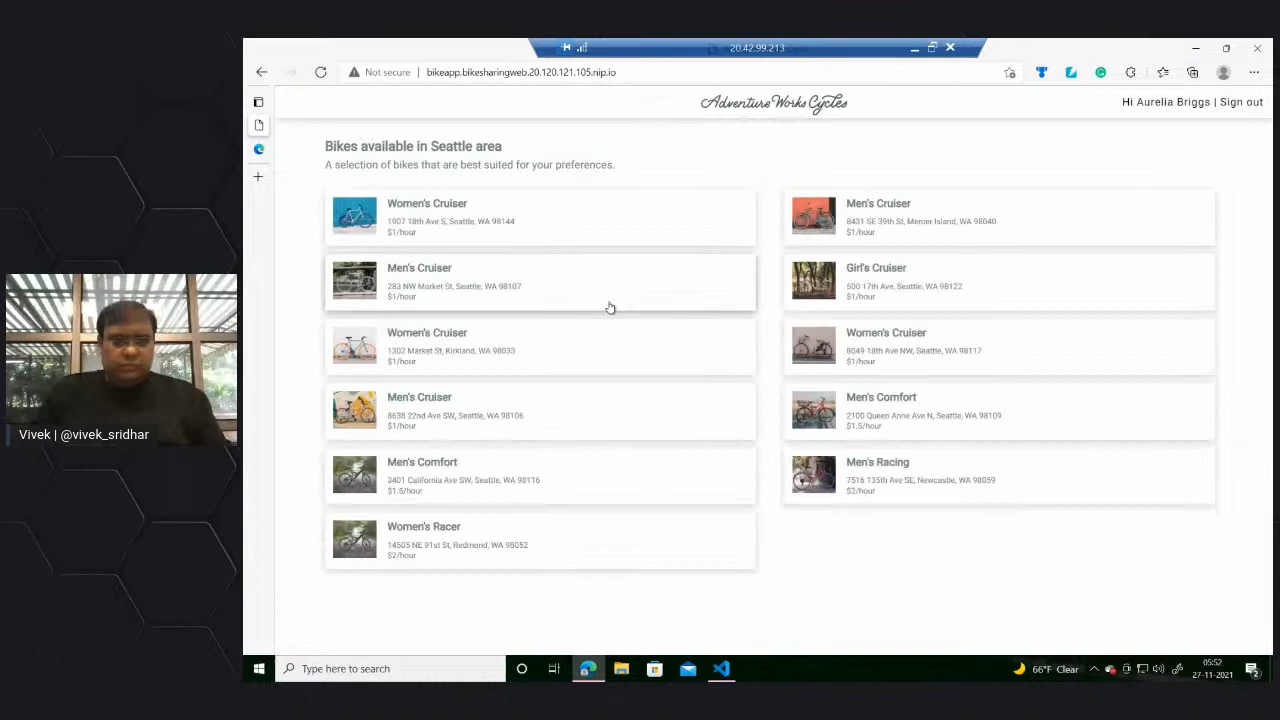 20.42.99.213
Not secure
bikeapp.bikesharingweb.20.120.121.105.nip.io
Adventure Works Cycles
Hi Aurelia Briggs | Sign out
Bikes available in Seattle area
A selection of bikes that are best suited for your preferences.
Women's Cruiser
1907 18th Ave S, Seattle, WA 98144
$1/hour
Men's Cruiser
8431 SE 39th St, Mercer Island, WA 98040
$1/hour
Men's Cruiser
283 NW Market St, Seattle, WA 98107
$1/hour
Girl's Cruiser
500 17th Ave, Seattle, WA 98122
$1/hour
Women's Cruiser
1302 Market St, Kirkland, WA 98033
$1/hour
Women's Cruiser
8049 18th Ave NW, Seattle, WA 98117
$1/hour
Men's Cruiser
8638 22nd Ave SW, Seattle, WA 98106
$1/hour
Men's Comfort
2100 Queen Anne Ave N, Seattle, WA 98109
$1.5/hour
Men's Comfort
3401 California Ave SW, Seattle, WA 98116
$1.5/hour
Men's Racing
7516 135th Ave SE, Newcastle, WA 98059
$2/hour
Women's Racer
14505 NE 91st St, Redmond, WA 98052
$2/hour
Vivek | @vivek_sridhar
Type here to search
66°F Clear
05:52
27-11-2021
2